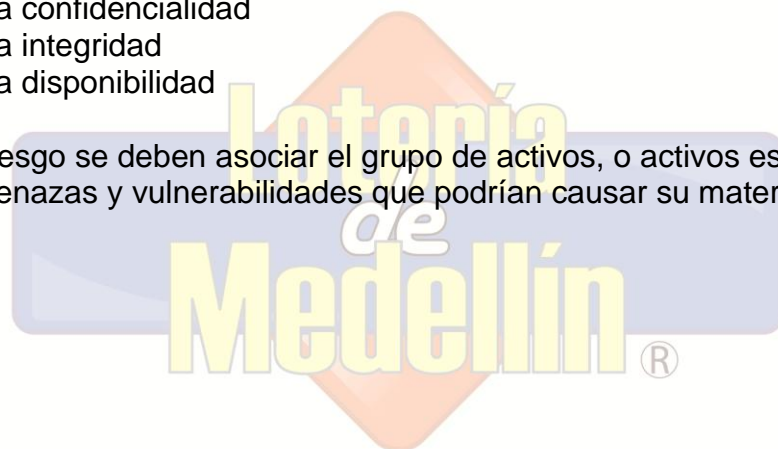 a confidencialidad
a integridad
a disponibilidad
esgo se deben asociar el grupo de activos, o activos es
enazas y vulnerabilidades que podrían causar su mater
Lotería
de
Medellín ®